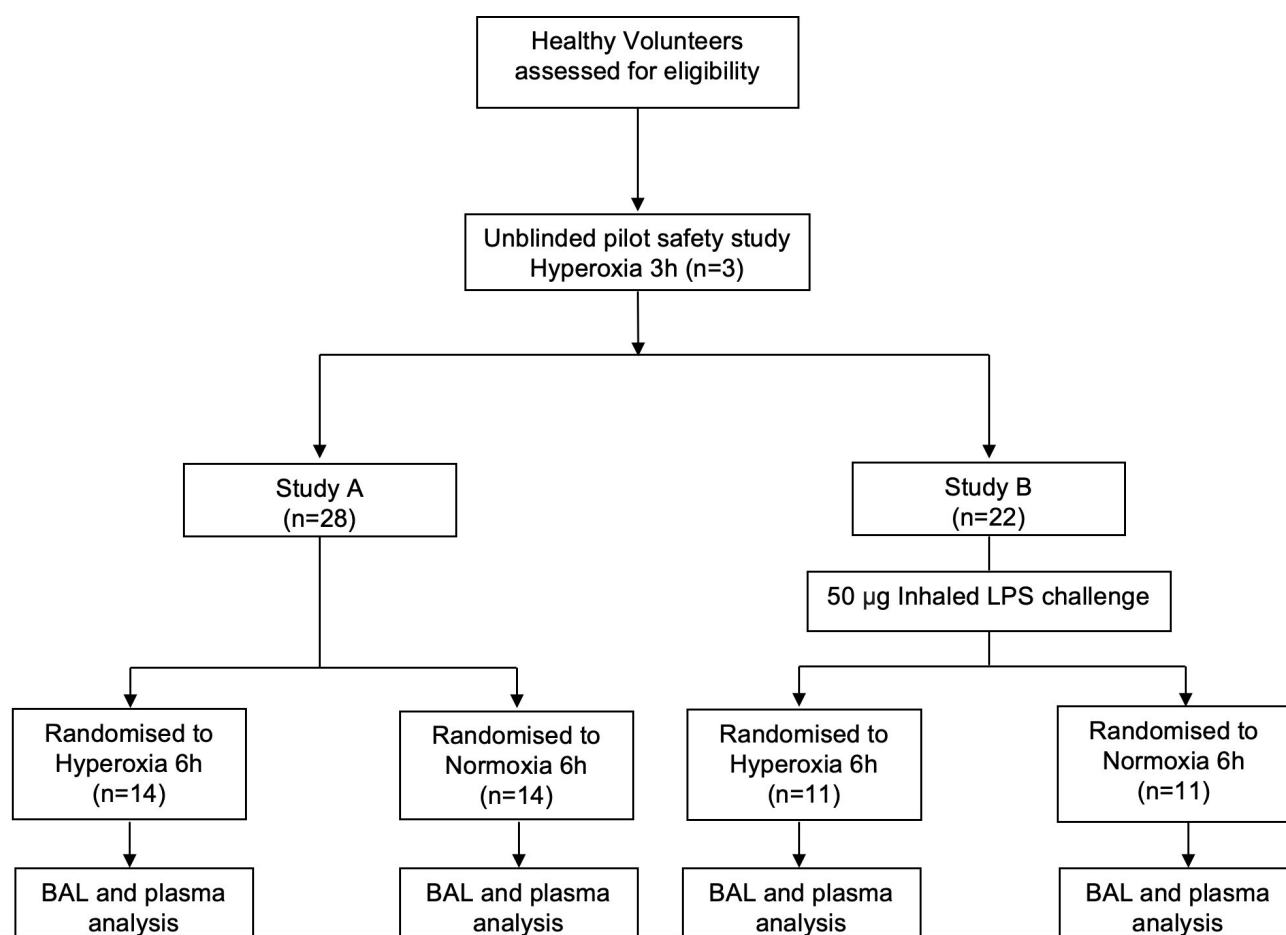 Healthy Volunteers
assessed for eligibility
Unblinded pilot safety study
Hyperoxia 3h (n=3)
Study A
(n=28)
Study B
(n=22)
50 µg Inhaled LPS challenge
Randomised to
Hyperoxia 6h
(n=14)
Randomised to
Normoxia 6h
(n=14)
Randomised to
Hyperoxia 6h
(n=11)
Randomised to
Normoxia 6h
(n=11)
BAL and plasma
analysis
BAL and plasma
analysis
BAL and plasma
analysis
BAL and plasma
analysis